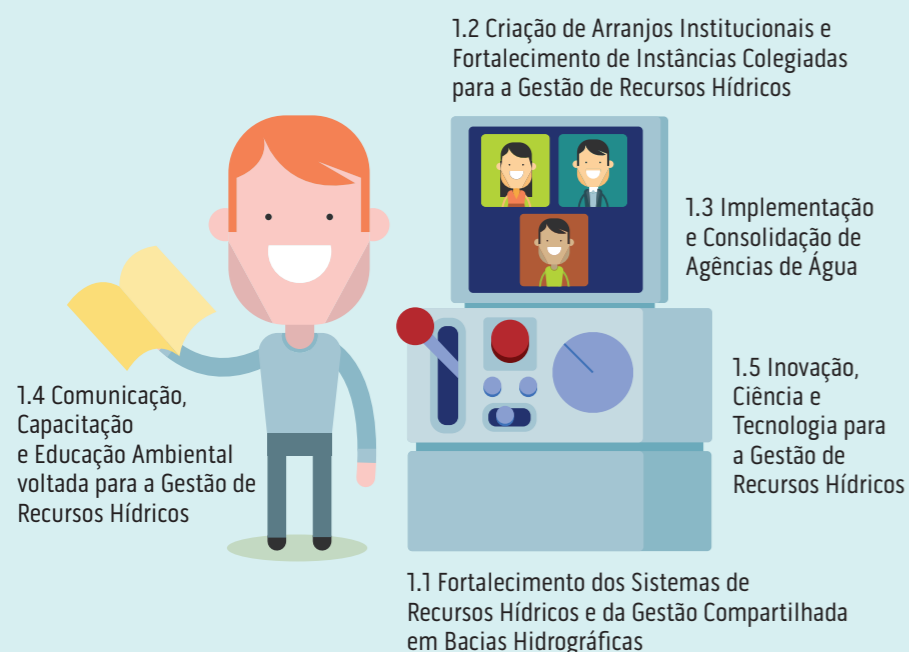 1.2 Criação de Arranjos Institucionais e
Fortalecimento de Instâncias Colegiadas
para a Gestão de Recursos Hídricos
1.3 Implementação
e Consolidação de
Agências de Água
1.4 Comunicação,
Capacitação
e Educação Ambiental
voltada para a Gestão de
Recursos Hídricos
1.5 Inovação,
Ciência e
Tecnologia para
a Gestão de
Recursos Hídricos
1.1 Fortalecimento dos Sistemas de
Recursos Hídricos e da Gestão Compartilhada
em Bacias Hidrográficas